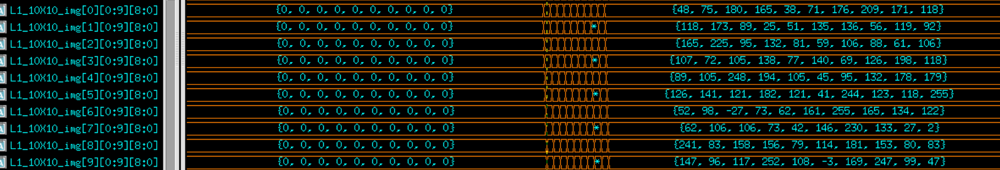 L1_10X10_img[0][0:9][8:0] {0, 0, 0, 0, 0, 0, 0, 0, 0, 0} {48, 75, 180, 165, 38, 71, 176, 209, 171, 118}
L1_10X10_img[1][0:9][8:0] {0, 0, 0, 0, 0, 0, 0, 0, 0, 0} * {118, 173, 89, 25, 51, 135, 136, 56, 119, 92}
L1_10X10_img[2][0:9][8:0] {0, 0, 0, 0, 0, 0, 0, 0, 0, 0} {165, 225, 95, 132, 81, 59, 106, 88, 61, 106}
L1_10X10_img[3][0:9][8:0] {0, 0, 0, 0, 0, 0, 0, 0, 0, 0} * {107, 72, 105, 138, 77, 140, 69, 126, 198, 118}
L1_10X10_img[4][0:9][8:0] {0, 0, 0, 0, 0, 0, 0, 0, 0, 0} {89, 105, 248, 194, 105, 45, 95, 132, 178, 179}
L1_10X10_img[5][0:9][8:0] {0, 0, 0, 0, 0, 0, 0, 0, 0, 0} * {126, 141, 121, 182, 121, 41, 244, 123, 118, 255}
L1_10X10_img[6][0:9][8:0] {0, 0, 0, 0, 0, 0, 0, 0, 0, 0} {52, 98, -27, 73, 62, 161, 255, 165, 134, 122}
L1_10X10_img[7][0:9][8:0] {0, 0, 0, 0, 0, 0, 0, 0, 0, 0} * {62, 106, 106, 73, 42, 146, 230, 133, 27, 2}
L1_10X10_img[8][0:9][8:0] {0, 0, 0, 0, 0, 0, 0, 0, 0, 0} {241, 83, 158, 156, 79, 114, 181, 153, 80, 83}
L1_10X10_img[9][0:9][8:0] {0, 0, 0, 0, 0, 0, 0, 0, 0, 0} * {147, 96, 117, 252, 108, -3, 169, 247, 99, 47}